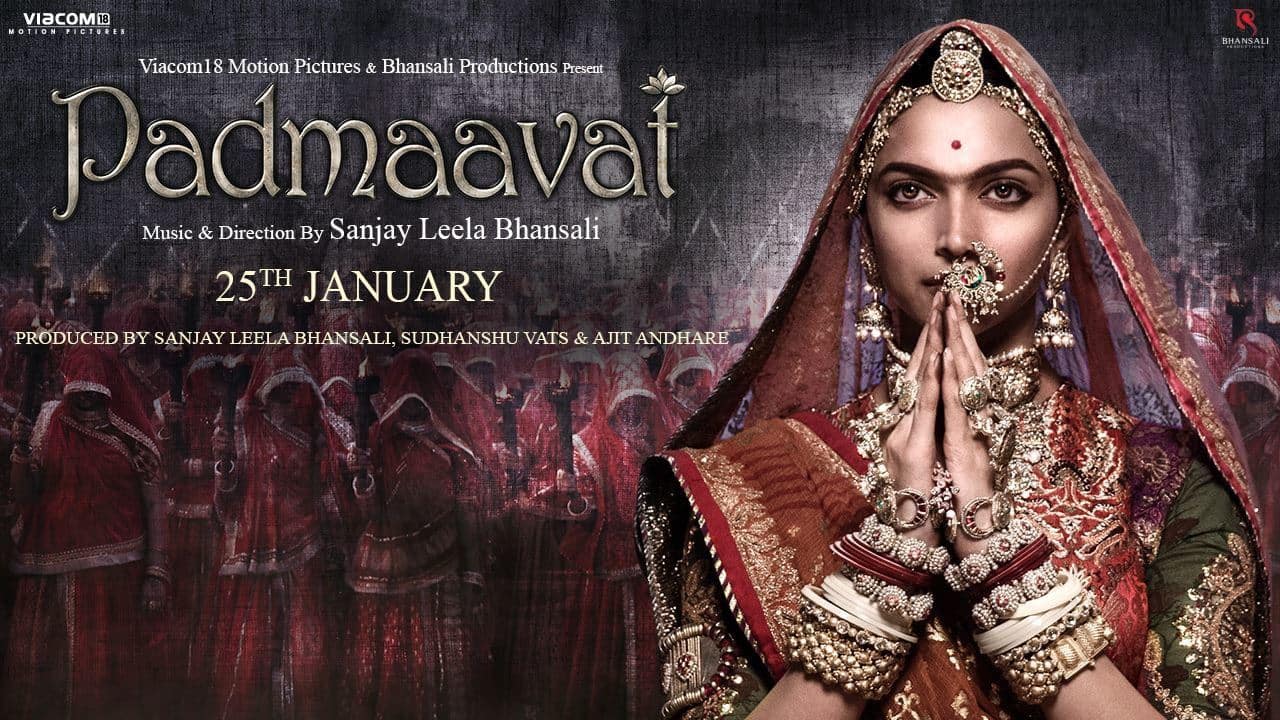 VIACOM18
MOTION PICTURES
BHANSALI
PRODUCTIONS
Viacom18 Motion Pictures & Bhansali Productions Present
Padmaavat
Music & Direction By Sanjay Leela Bhansali
25TH JANUARY
PRODUCED BY SANJAY LEELA BHANSALI, SUDHANSHU VATS & AJIT ANDHARE